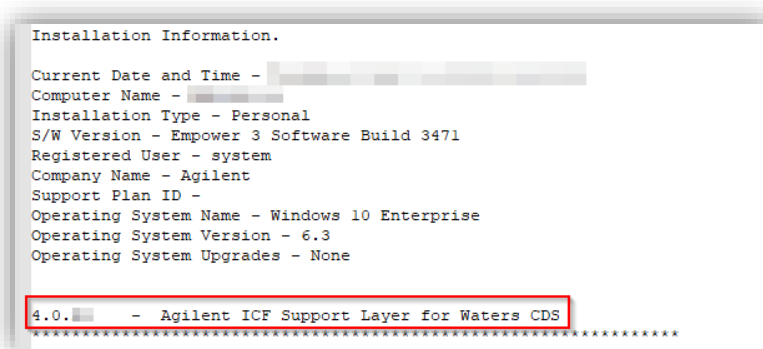 Installation Information.
Current Date and Time -
Computer Name -
Installation Type - Personal
S/W Version - Empower 3 Software Build 3471
Registered User - system
Company Name - Agilent
Support Plan ID -
Operating System Name - Windows 10 Enterprise
Operating System Version - 6.3
Operating System Upgrades - None
4.0. - Agilent ICF Support Layer for Waters CDS
*****************************************************************